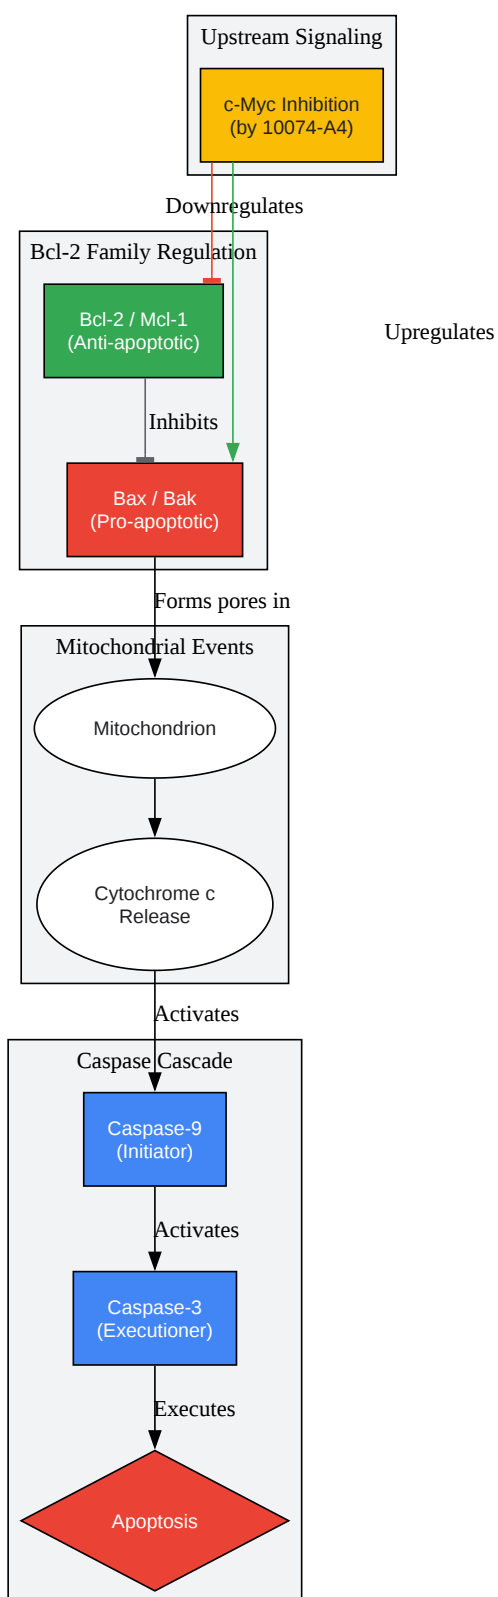 Upstream Signaling
c-Myc Inhibition
(by 10074-A4)
Downregulates
Bcl-2 Family Regulation
Bcl-2 / Mcl-1
(Anti-apoptotic)
Upregulates
Inhibits
Bax / Bak
(Pro-apoptotic)
Forms pores in
Mitochondrial Events
Mitochondrion
Cytochrome c
Release
Activates
Caspase Cascade
Caspase-9
(Initiator)
Activates
Caspase-3
(Executioner)
Executes
Apoptosis